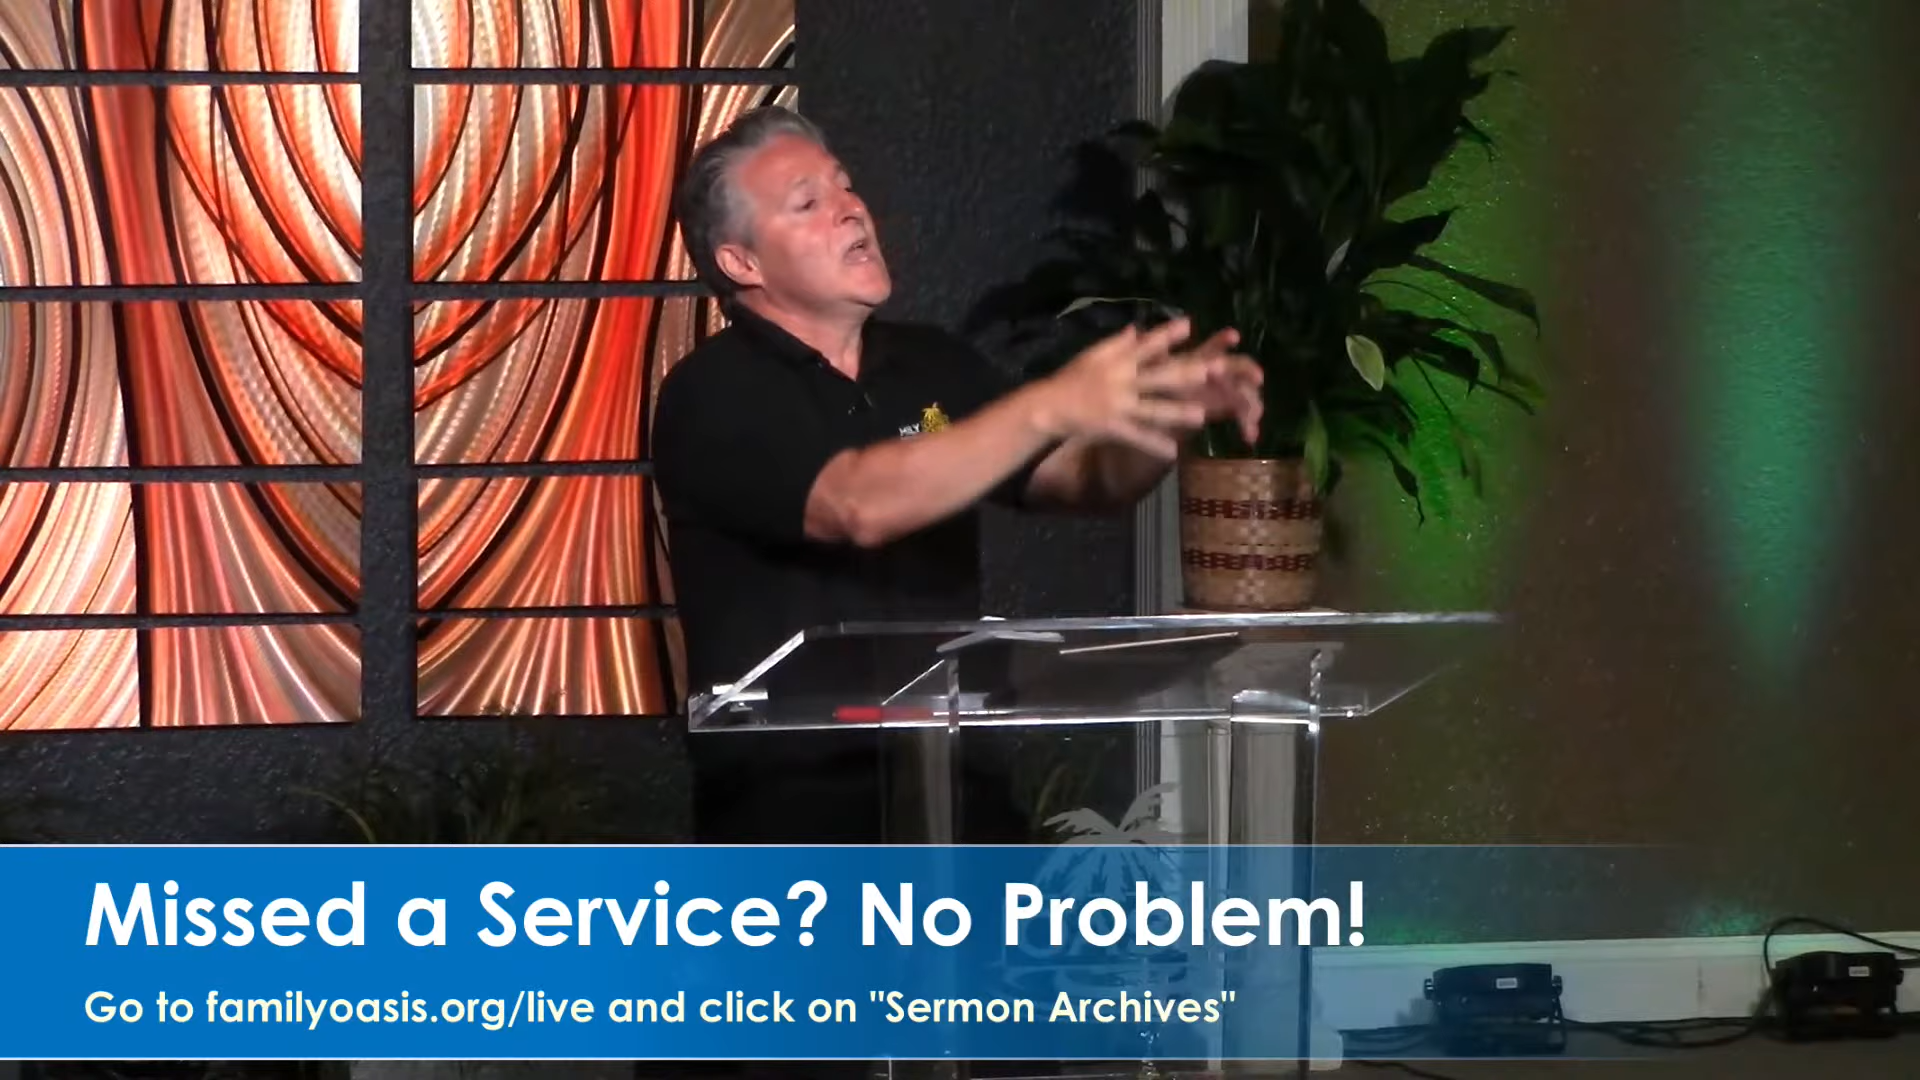 Missed a Service? No Problem!
Go to familyoasis.org/live and click on "Sermon Archives"